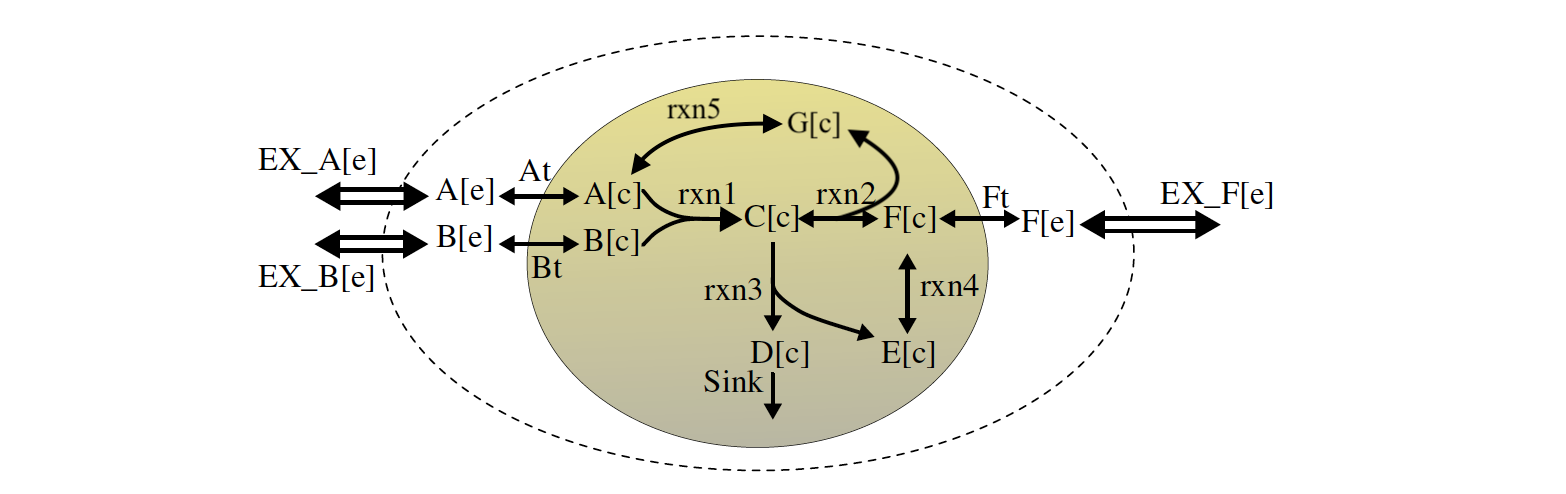 rxn5
G[c]
EX_A[e]
A[e]
At
A[c]
rxn1
C[c]
rxn2
F[c]
Ft
F[e]
EX_F[e]
EX_B[e]
B[e]
Bt
B[c]
rxn3
rxn4
D[c]
E[c]
Sink